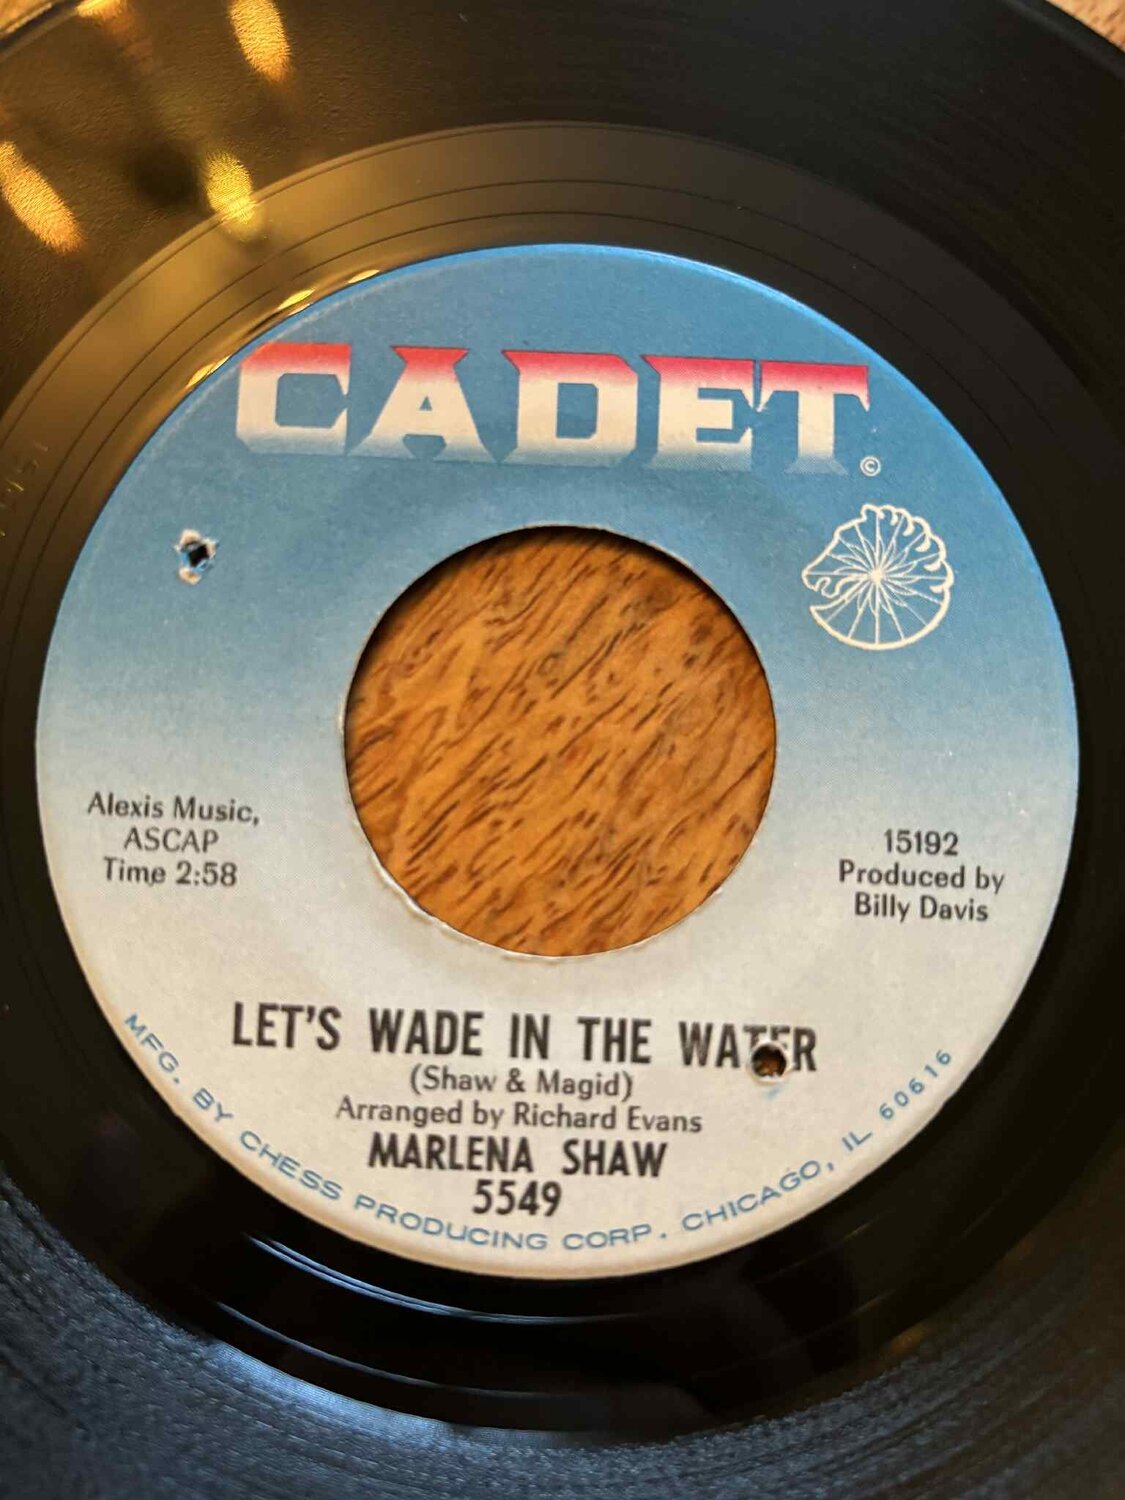 CADET
©
Alexis Music,
ASCAP
Time 2:58
15192
Produced by
Billy Davis
LET'S WADE IN THE WATER
(Shaw & Magid)
Arranged by Richard Evans
MARLENA SHAW
5549
MFG. BY CHESS PRODUCING CORP. CHICAGO, IL 60616